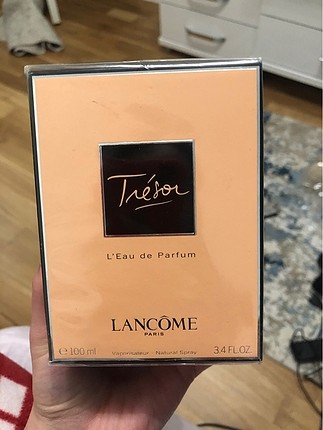 Trésor
L'Eau de Parfum
LANCÔME
PARIS
℮ 100 ml Vaporisateur - Natural Spray 3.4 FL.OZ